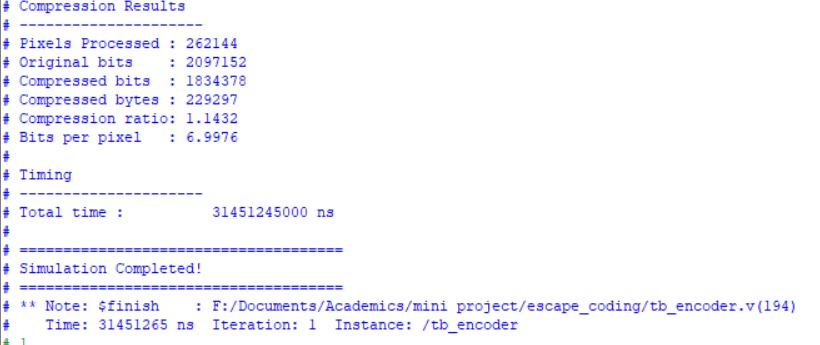 # Compression Results
# ---------------------
# Pixels Processed : 262144
# Original bits    : 2097152
# Compressed bits  : 1834378
# Compressed bytes : 229297
# Compression ratio: 1.1432
# Bits per pixel   : 6.9976
#
# Timing
# ---------------------
# Total time :          31451245000 ns
#
# =====================================
# Simulation Completed!
# =====================================
# ** Note: $finish    : F:/Documents/Academics/mini project/escape_coding/tb_encoder.v(194)
#    Time: 31451265 ns  Iteration: 1  Instance: /tb_encoder
# 1